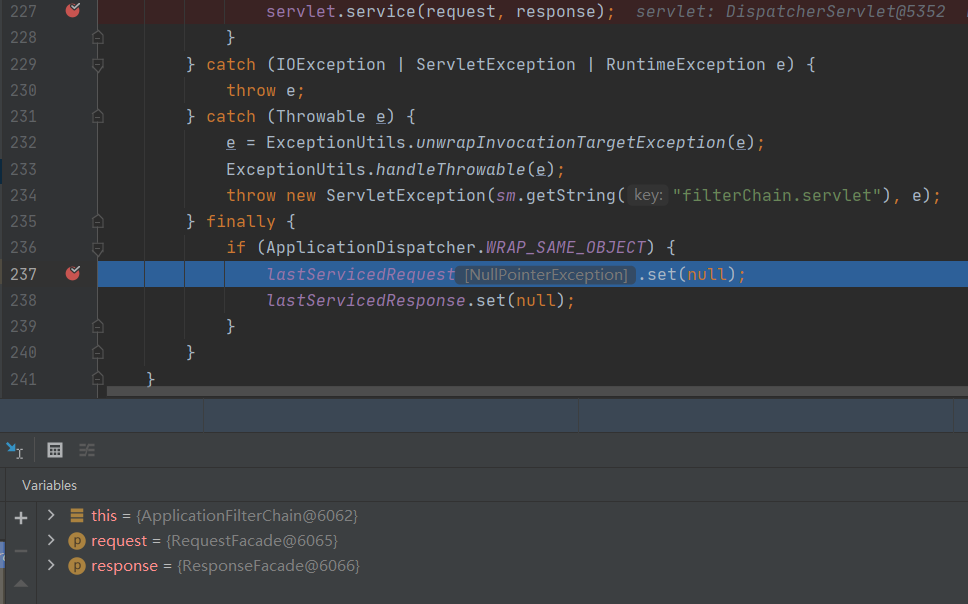 227 servlet.service(request, response); servlet: DispatcherServlet@5352
228 }
229 } catch (IOException | ServletException | RuntimeException e) {
230 throw e;
231 } catch (Throwable e) {
232 e = ExceptionUtils.unwrapInvocationTargetException(e);
233 ExceptionUtils.handleThrowable(e);
234 throw new ServletException(sm.getString( key: "filterChain.servlet"), e);
235 } finally {
236 if (ApplicationDispatcher.WRAP_SAME_OBJECT) {
237 lastServicedRequest [NullPointerException] .set(null);
238 lastServicedResponse.set(null);
239 }
240 }
241 }
Variables
this = {ApplicationFilterChain@6062}
p request = {RequestFacade@6065}
p response = {ResponseFacade@6066}